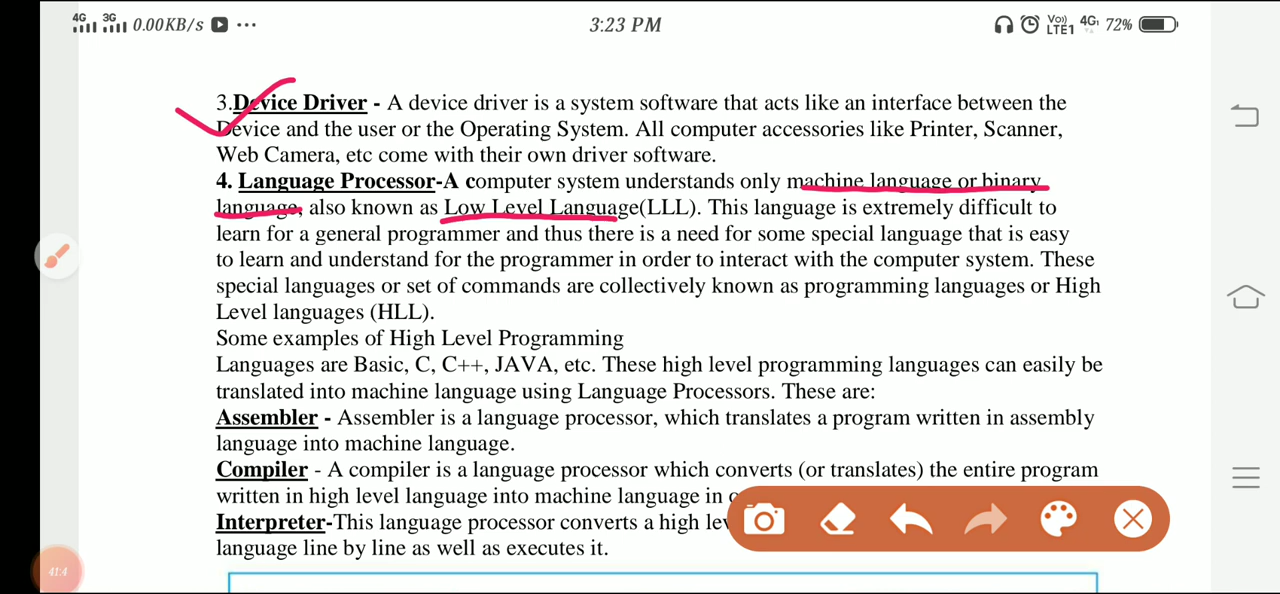 4G 3G 0.00KB/s ... 3:23 PM Vo)) LTE1 4G 72%
3.Device Driver - A device driver is a system software that acts like an interface between the
Device and the user or the Operating System. All computer accessories like Printer, Scanner,
Web Camera, etc come with their own driver software.
4. Language Processor-A computer system understands only machine language or binary
language, also known as Low Level Language(LLL). This language is extremely difficult to
learn for a general programmer and thus there is a need for some special language that is easy
to learn and understand for the programmer in order to interact with the computer system. These
special languages or set of commands are collectively known as programming languages or High
Level languages (HLL).
Some examples of High Level Programming
Languages are Basic, C, C++, JAVA, etc. These high level programming languages can easily be
translated into machine language using Language Processors. These are:
Assembler - Assembler is a language processor, which translates a program written in assembly
language into machine language.
Compiler - A compiler is a language processor which converts (or translates) the entire program
written in high level language into machine language in
Interpreter-This language processor converts a high
language line by line as well as executes it.
41:4